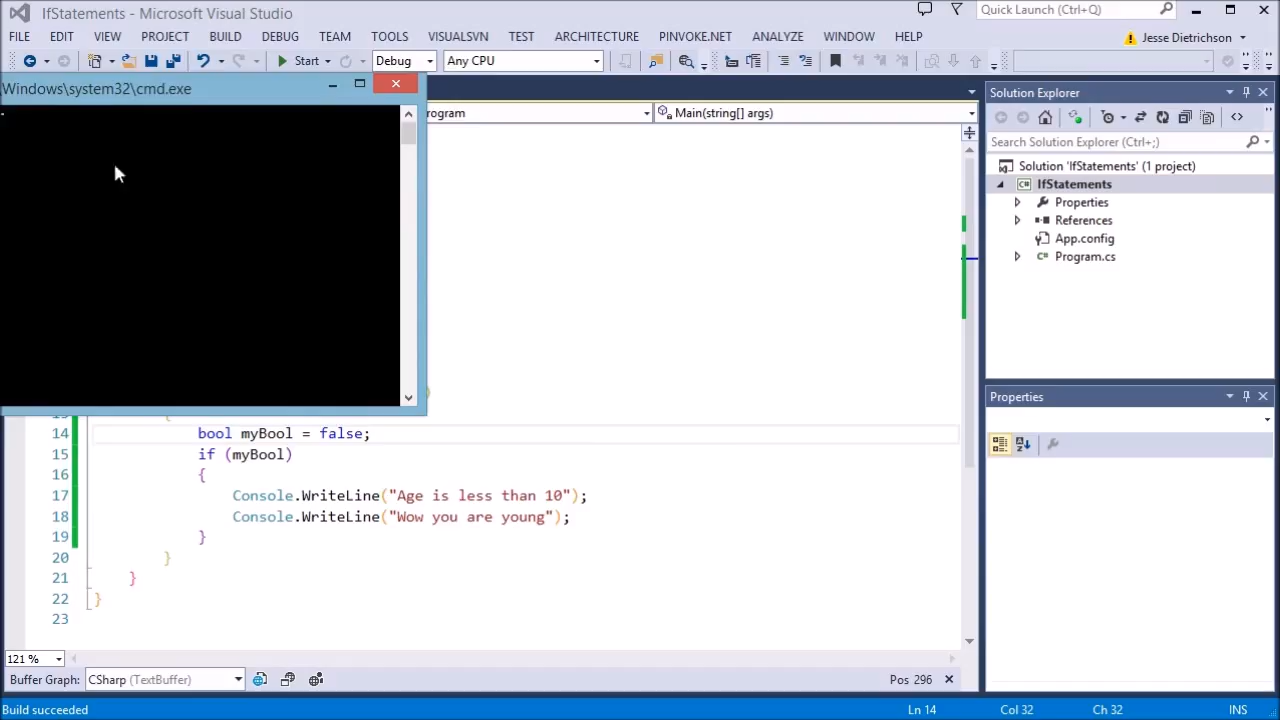 IfStatements - Microsoft Visual Studio
Quick Launch (Ctrl+Q)
FILE EDIT VIEW PROJECT BUILD DEBUG TEAM TOOLS VISUALSVN TEST ARCHITECTURE PINVOKE.NET ANALYZE WINDOW HELP
Jesse Dietrichson
Start Debug Any CPU
Windows\system32\cmd.exe
rogram
Main(string[] args)
14 bool myBool = false;
15 if (myBool)
16 {
17 Console.WriteLine("Age is less than 10");
18 Console.WriteLine("Wow you are young");
19 }
20 }
21 }
22 }
23
121 %
Buffer Graph: CSharp (TextBuffer)
Pos 296
Solution Explorer
Search Solution Explorer (Ctrl+;)
Solution 'IfStatements' (1 project)
IfStatements
Properties
References
App.config
Program.cs
Properties
Build succeeded
Ln 14 Col 32 Ch 32 INS